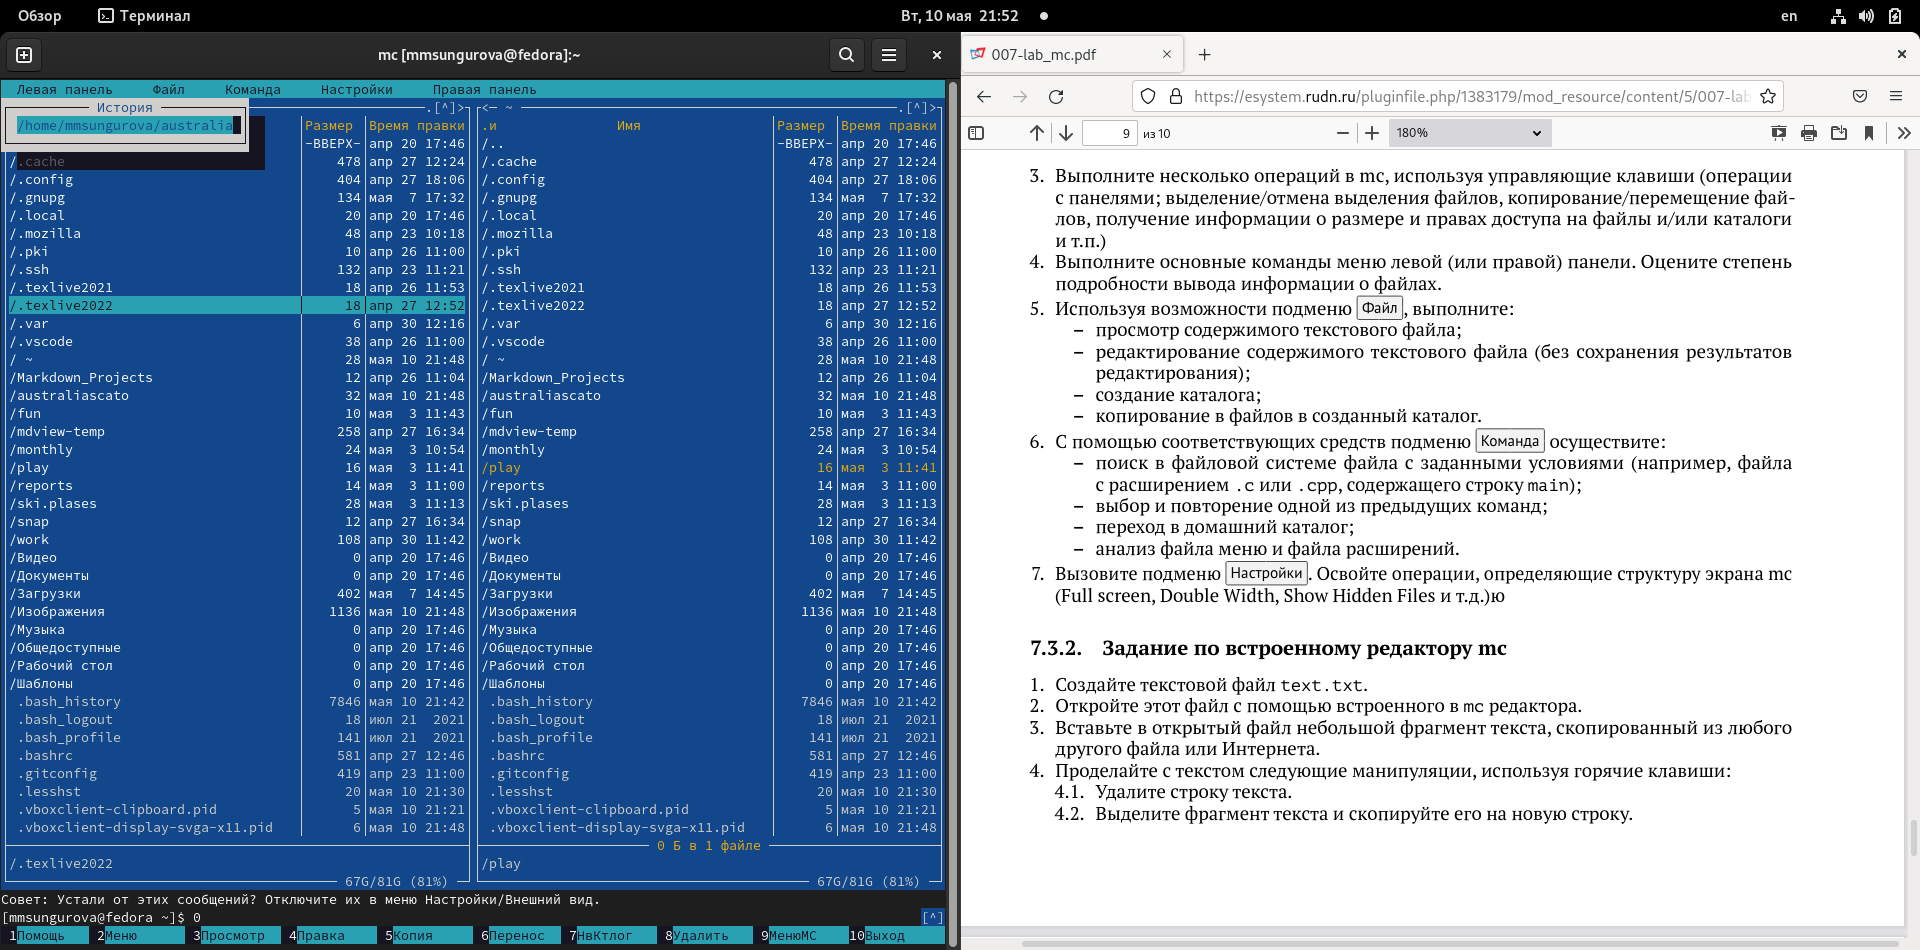 Обзор
Терминал
Вт, 10 мая 21:52
en
mc [mmsungurova@fedora]:~
Левая панель Файл Команда Настройки Правая панель
История
/home/mmsungurova/australia
.[^]>
Размер Время правки
-ВВЕРХ- апр 20 17:46
/.cache 478 апр 27 12:24
/.config 404 апр 27 18:06
/.gnupg 134 мая 7 17:32
/.local 20 апр 20 17:46
/.mozilla 48 апр 23 10:18
/.pki 10 апр 26 11:00
/.ssh 132 апр 23 11:21
/.texlive2021 18 апр 26 11:53
/.texlive2022 18 апр 27 12:52
/.var 6 апр 30 12:16
/.vscode 38 апр 26 11:00
/ ~ 28 мая 10 21:48
/Markdown_Projects 12 апр 26 11:04
/australiascato 32 мая 10 21:48
/fun 10 мая 3 11:43
/mdview-temp 258 апр 27 16:34
/monthly 24 мая 3 10:54
/play 16 мая 3 11:41
/reports 14 мая 3 11:00
/ski.plases 28 мая 3 11:13
/snap 12 апр 27 16:34
/work 108 апр 30 11:42
/Видео 0 апр 20 17:46
/Документы 0 апр 20 17:46
/Загрузки 402 мая 7 14:45
/Изображения 1136 мая 10 21:48
/Музыка 0 апр 20 17:46
/Общедоступные 0 апр 20 17:46
/Рабочий стол 0 апр 20 17:46
/Шаблоны 0 апр 20 17:46
.bash_history 7846 мая 10 21:42
.bash_logout 18 июл 21 2021
.bash_profile 141 июл 21 2021
.bashrc 581 апр 27 12:46
.gitconfig 419 апр 23 11:00
.lesshst 20 мая 10 21:30
.vboxclient-clipboard.pid 5 мая 10 21:21
.vboxclient-display-svga-x11.pid 6 мая 10 21:48
/.texlive2022
67G/81G (81%)
<- ~ .[^]>
.и Имя Размер Время правки
/.. -ВВЕРХ- апр 20 17:46
/.cache 478 апр 27 12:24
/.config 404 апр 27 18:06
/.gnupg 134 мая 7 17:32
/.local 20 апр 20 17:46
/.mozilla 48 апр 23 10:18
/.pki 10 апр 26 11:00
/.ssh 132 апр 23 11:21
/.texlive2021 18 апр 26 11:53
/.texlive2022 18 апр 27 12:52
/.var 6 апр 30 12:16
/.vscode 38 апр 26 11:00
/ ~ 28 мая 10 21:48
/Markdown_Projects 12 апр 26 11:04
/australiascato 32 мая 10 21:48
/fun 10 мая 3 11:43
/mdview-temp 258 апр 27 16:34
/monthly 24 мая 3 10:54
/play 16 мая 3 11:41
/reports 14 мая 3 11:00
/ski.plases 28 мая 3 11:13
/snap 12 апр 27 16:34
/work 108 апр 30 11:42
/Видео 0 апр 20 17:46
/Документы 0 апр 20 17:46
/Загрузки 402 мая 7 14:45
/Изображения 1136 мая 10 21:48
/Музыка 0 апр 20 17:46
/Общедоступные 0 апр 20 17:46
/Рабочий стол 0 апр 20 17:46
/Шаблоны 0 апр 20 17:46
.bash_history 7846 мая 10 21:42
.bash_logout 18 июл 21 2021
.bash_profile 141 июл 21 2021
.bashrc 581 апр 27 12:46
.gitconfig 419 апр 23 11:00
.lesshst 20 мая 10 21:30
.vboxclient-clipboard.pid 5 мая 10 21:21
.vboxclient-display-svga-x11.pid 6 мая 10 21:48
0 Б в 1 файле
/play
67G/81G (81%)
Совет: Устали от этих сообщений? Отключите их в меню Настройки/Внешний вид.
[mmsungurova@fedora ~]$ 0 [^]
1Помощь 2Меню 3Просмотр 4Правка 5Копия 6Перенос 7НвКтлог 8Удалить 9МенюМС 10Выход
007-lab_mc.pdf
https://esystem.rudn.ru/pluginfile.php/1383179/mod_resource/content/5/007-lab
9 из 10
180%
3. Выполните несколько операций в mc, используя управляющие клавиши (операции
с панелями; выделение/отмена выделения файлов, копирование/перемещение фай-
лов, получение информации о размере и правах доступа на файлы и/или каталоги
и т.п.)
4. Выполните основные команды меню левой (или правой) панели. Оцените степень
подробности вывода информации о файлах.
5. Используя возможности подменю Файл, выполните:
– просмотр содержимого текстового файла;
– редактирование содержимого текстового файла (без сохранения результатов
редактирования);
– создание каталога;
– копирование в файлов в созданный каталог.
6. С помощью соответствующих средств подменю Команда осуществите:
– поиск в файловой системе файла с заданными условиями (например, файла
с расширением .c или .cpp, содержащего строку main);
– выбор и повторение одной из предыдущих команд;
– переход в домашний каталог;
– анализ файла меню и файла расширений.
7. Вызовите подменю Настройки. Освойте операции, определяющие структуру экрана mc
(Full screen, Double Width, Show Hidden Files и т.д.)ю
7.3.2. Задание по встроенному редактору mc
1. Создайте текстовой файл text.txt.
2. Откройте этот файл с помощью встроенного в mc редактора.
3. Вставьте в открытый файл небольшой фрагмент текста, скопированный из любого
другого файла или Интернета.
4. Проделайте с текстом следующие манипуляции, используя горячие клавиши:
4.1. Удалите строку текста.
4.2. Выделите фрагмент текста и скопируйте его на новую строку.